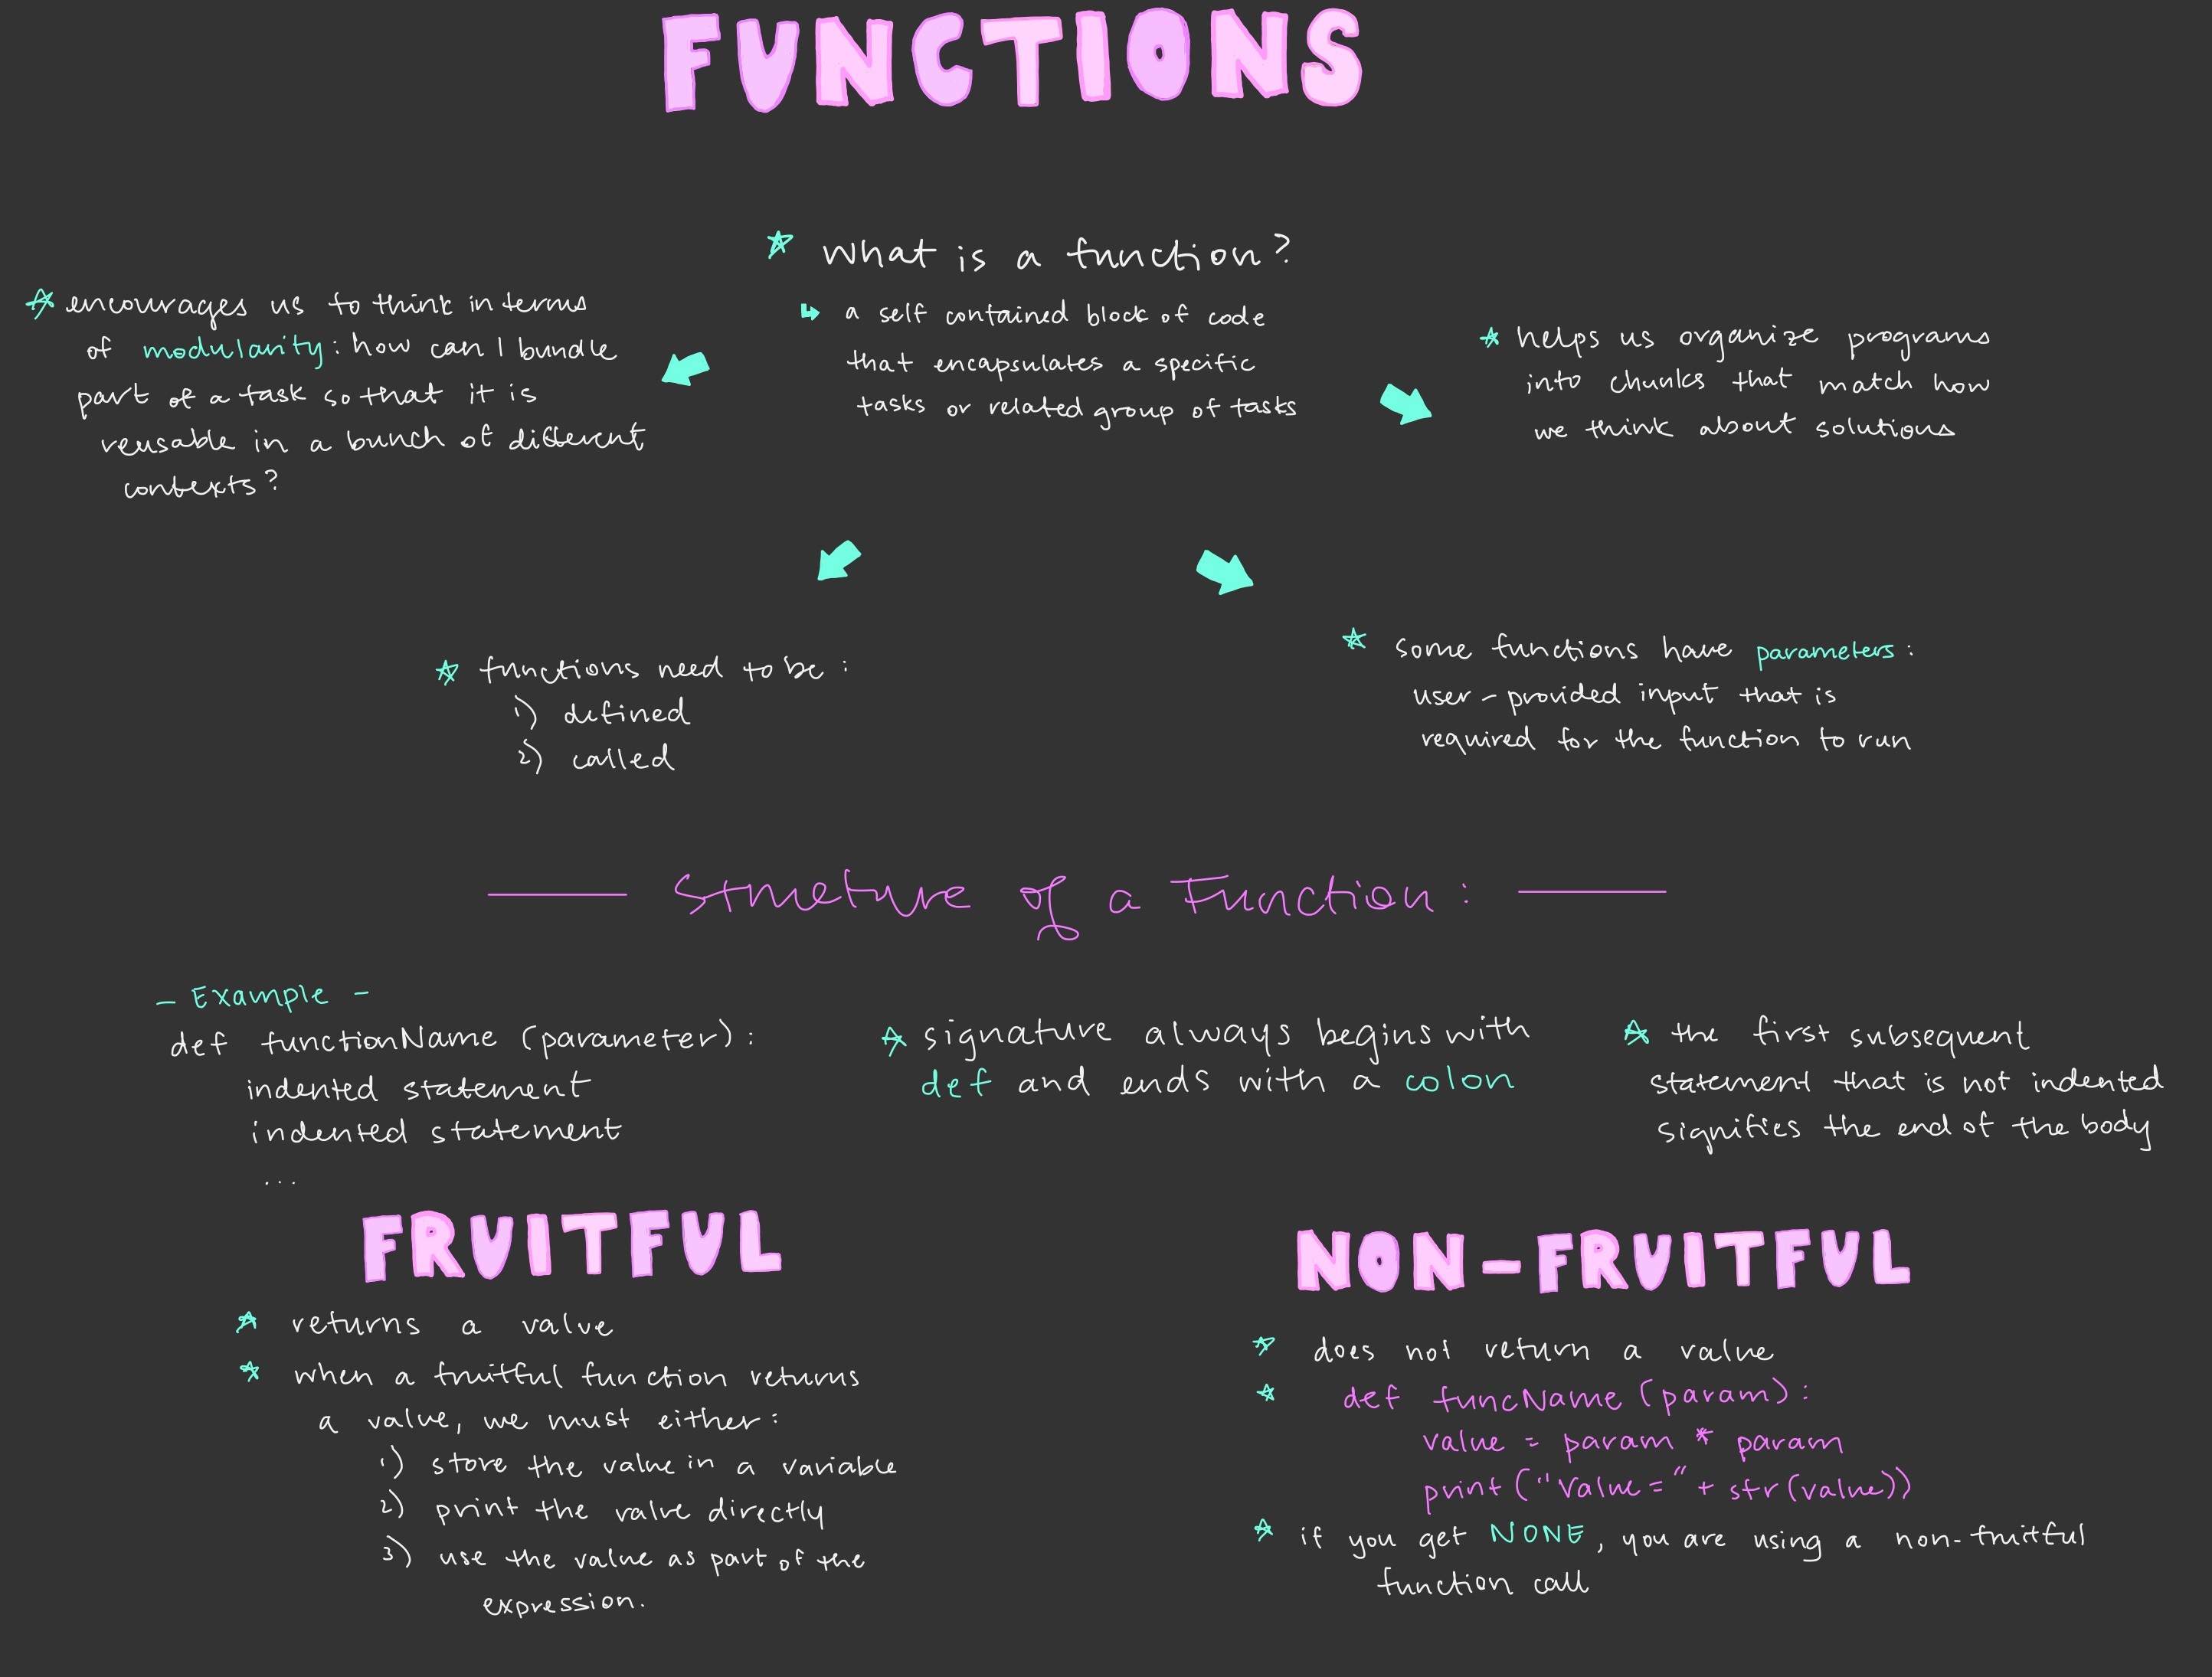 FUNCTIONS
What is a function?
a self contained block of code
that encapsulates a specific
tasks or related group of tasks
encourages us to think in terms
of modularity: how can I bundle
part of a task so that it is
reusable in a bunch of different
contexts?
helps us organize programs
into chunks that match how
we think about solutions
functions need to be:
1) defined
2) called
some functions have parameters:
user-provided input that is
required for the function to run
Structure of a Function:
- Example -
def functionName (parameter):
indented statement
indented statement
...
signature always begins with
def and ends with a colon
the first subsequent
statement that is not indented
signifies the end of the body
FRUITFUL
returns a value
when a fruitful function returns
a value, we must either:
1) store the value in a variable
2) print the value directly
3) use the value as part of the
expression.
NON-FRUITFUL
does not return a value
def funcName (param):
value = param * param
print ("Value=" + str(value))
if you get NONE, you are using a non-fruitful
function call